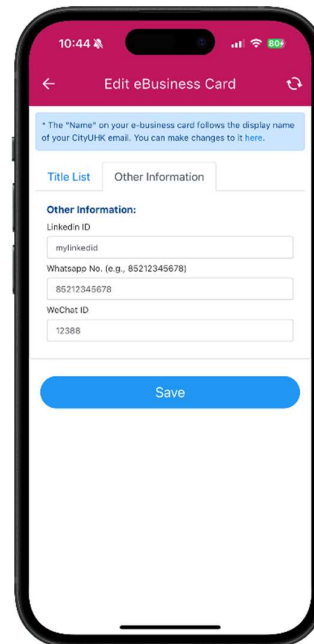 10:44
80
Edit eBusiness Card
* The "Name" on your e-business card follows the display name
of your CityUHK email. You can make changes to it here.
Title List
Other Information
Other Information:
Linkedin ID
mylinkedid
Whatsapp No. (e.g., 85212345678)
85212345678
WeChat ID
12388
Save